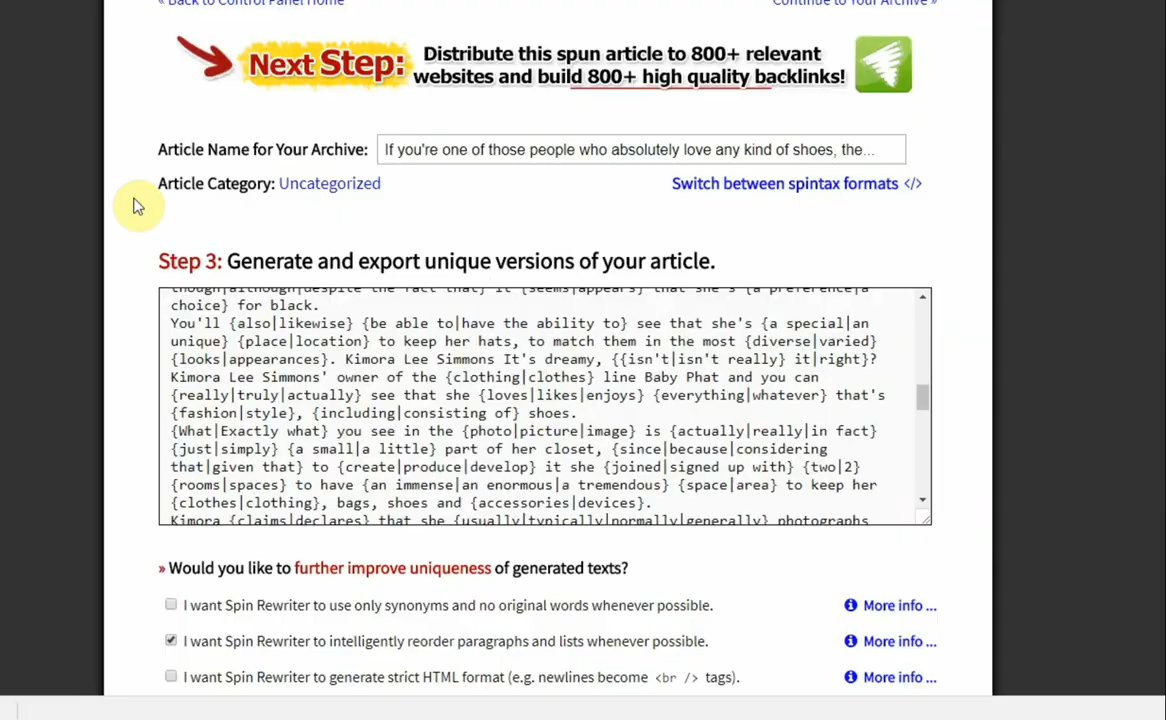 « Back to Control Panel Home
Continue to Your Archive »
Next Step:
Distribute this spun article to 800+ relevant
websites and build 800+ high quality backlinks!
Article Name for Your Archive:
If you're one of those people who absolutely love any kind of shoes, the...
Article Category: Uncategorized
Switch between spintax formats </>
Step 3: Generate and export unique versions of your article.
though|although|despite the fact that} it {seems|appears} that she's {a preference|a
choice} for black.
You'll {also|likewise} {be able to|have the ability to} see that she's {a special|an
unique} {place|location} to keep her hats, to match them in the most {diverse|varied}
{looks|appearances}. Kimora Lee Simmons It's dreamy, {{isn't|isn't really} it|right}?
Kimora Lee Simmons' owner of the {clothing|clothes} line Baby Phat and you can
{really|truly|actually} see that she {loves|likes|enjoys} {everything|whatever} that's
{fashion|style}, {including|consisting of} shoes.
{What|Exactly what} you see in the {photo|picture|image} is {actually|really|in fact}
{just|simply} {a small|a little} part of her closet, {since|because|considering
that|given that} to {create|produce|develop} it she {joined|signed up with} {two|2}
{rooms|spaces} to have {an immense|an enormous|a tremendous} {space|area} to keep her
{clothes|clothing}, bags, shoes and {accessories|devices}.
Kimora {claims|declares} that she {usually|typically|normally|generally} photographs
» Would you like to further improve uniqueness of generated texts?
I want Spin Rewriter to use only synonyms and no original words whenever possible.
More info ...
I want Spin Rewriter to intelligently reorder paragraphs and lists whenever possible.
More info ...
I want Spin Rewriter to generate strict HTML format (e.g. newlines become <br /> tags).
More info ...